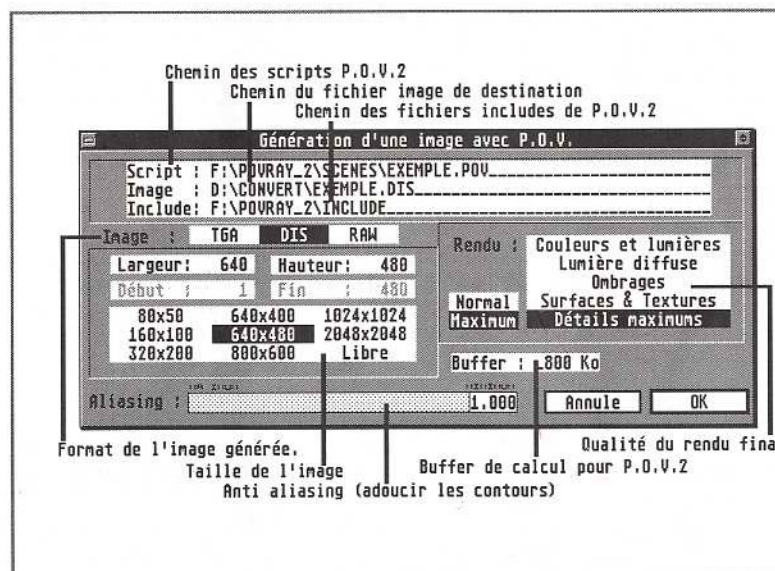 Chemin des scripts P.O.V.2
Chemin du fichier image de destination
Chemin des fichiers includes de P.O.V.2
Génération d'une image avec P.O.V.
Script : F:\POVRAY_2\SCENES\EXEMPLE.POV
Image : D:\CONVERT\EXEMPLE.DIS
Include: F:\POVRAY_2\INCLUDE
Image : TGA DIS RAW
Rendu : Couleurs et lumières
Lumière diffuse
Ombrages
Surfaces & Textures
Détails maximums
Normal
Maximum
Largeur: 640 Hauteur: 480
Début : 1 Fin : 480
80x50 640x400 1024x1024
160x100 640x480 2048x2048
320x200 800x600 Libre
Buffer : 800 Ko
Aliasing : 1.000
Annule OK
Format de l'image générée.
Qualité du rendu fina
Taille de l'image
Buffer de calcul pour P.O.V.2
Anti aliasing (adoucir les contours)